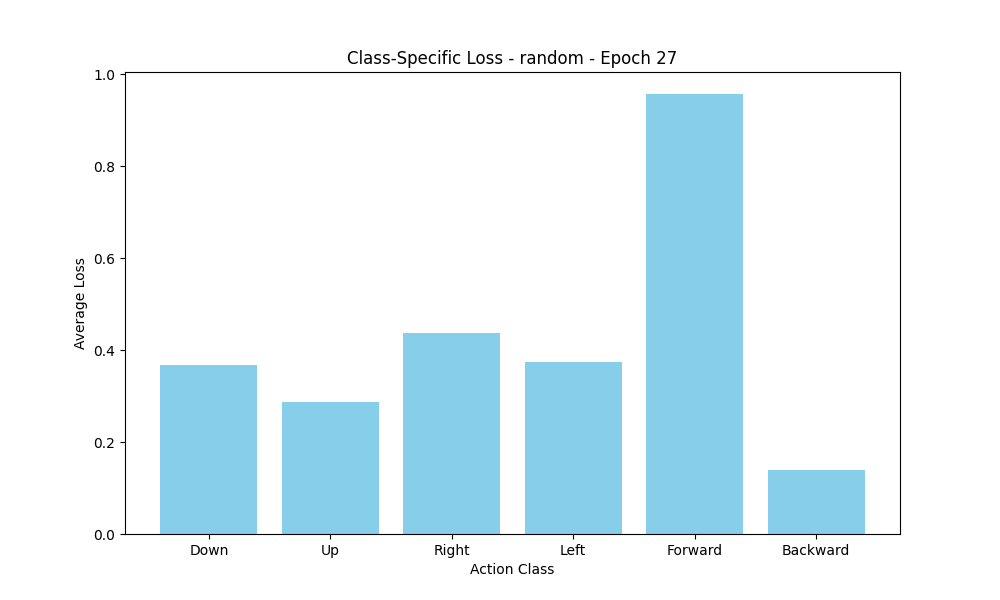 Class-Specific Loss - random - Epoch 27
1.0
0.8
0.6
0.4
0.2
0.0
Average Loss
Down Up Right Left Forward Backward
Action Class